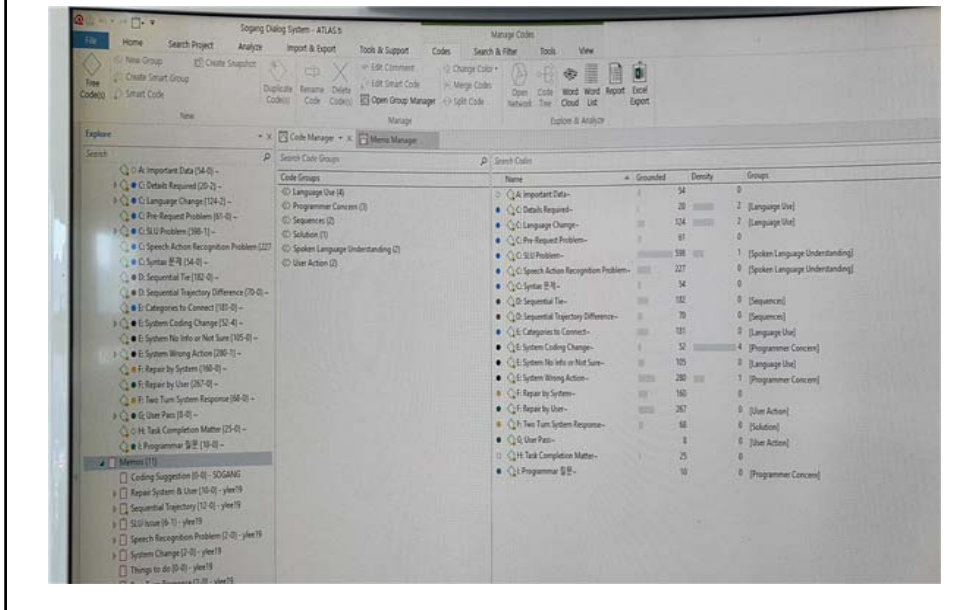 Sogang Dialog System - ATLAS.ti
Manage Codes
File Home Search Project Analyze Import & Export Tools & Support Codes Search & Filter Tools View
Free Code(s)
New Group
Create Snapshot
Create Smart Group
Smart Code
Duplicate Code(s)
Rename Code
Delete Code(s)
Edit Comment
Edit Smart Code
Open Group Manager
Change Color
Merge Codes
Split Code
Open Network
Code Tree
Word Cloud
Word List
Report
Excel Export
New
Manage
Explore & Analyze
Explore
Search
A: Important Data {54-0} ~
C: Details Required {20-2} ~
C: Language Change {124-2} ~
C: Pre-Request Problem {61-0} ~
C: SLU Problem {598-1} ~
C: Speech Action Recognition Problem {227
C: Syntax 문제 {54-0} ~
D: Sequential Tie {182-0} ~
D: Sequential Trajectory Difference {70-0} ~
E: Categories to Connect {181-0} ~
E: System Coding Change {52-4} ~
E: System No Info or Not Sure {105-0} ~
E: System Wrong Action {280-1} ~
F: Repair by System {160-0} ~
F: Repair by User {267-0} ~
F: Two Turn System Response {68-0} ~
G: User Pass {8-0} ~
H: Task Completion Matter {25-0} ~
I: Programmar 질문 {10-0} ~
Memos (11)
Coding Suggestion {0-0} - SOGANG
Repair System & User {10-0} - ylee19
Sequential Trajectory {12-0} - ylee19
SLU Issue {6-1} - ylee19
Speech Recognition Problem {2-0} - ylee19
System Change {2-0} - ylee19
Things to do {0-0} - ylee19
Code Manager
Memo Manager
Search Code Groups
Code Groups
Language Use (4)
Programmer Concern (3)
Sequences (2)
Solution (1)
Spoken Language Understanding (2)
User Action (2)
Search Codes
Name Grounded Density Groups
A: Important Data~ 54 0
C: Details Required~ 20 2 [Language Use]
C: Language Change~ 124 2 [Language Use]
C: Pre-Request Problem~ 61 0
C: SLU Problem~ 598 1 [Spoken Language Understanding]
C: Speech Action Recognition Problem~ 227 0 [Spoken Language Understanding]
C: Syntax 문제~ 54 0
D: Sequential Tie~ 182 0 [Sequences]
D: Sequential Trajectory Difference~ 70 0 [Sequences]
E: Categories to Connect~ 181 0 [Language Use]
E: System Coding Change~ 52 4 [Programmer Concern]
E: System No Info or Not Sure~ 105 0 [Language Use]
E: System Wrong Action~ 280 1 [Programmer Concern]
F: Repair by System~ 160 0
F: Repair by User~ 267 0 [User Action]
F: Two Turn System Response~ 68 0 [Solution]
G: User Pass~ 8 0 [User Action]
H: Task Completion Matter~ 25 0
I: Programmar 질문~ 10 0 [Programmer Concern]